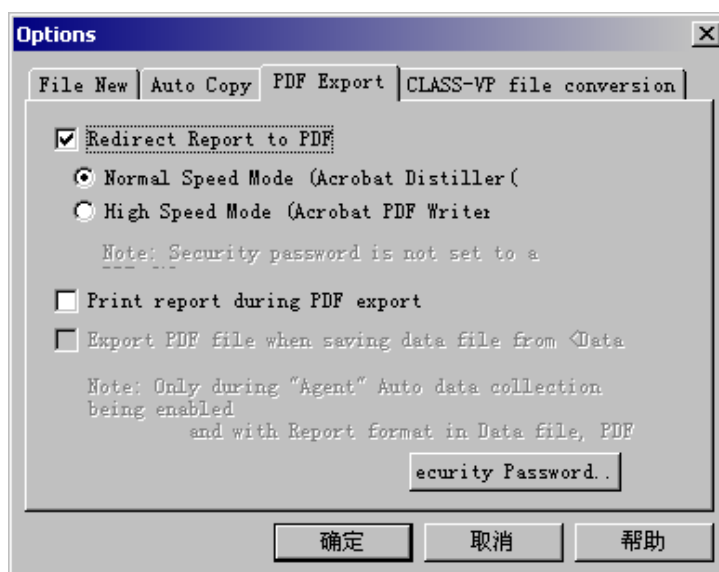 Options
File New Auto Copy PDF Export CLASS-VP file conversion
Redirect Report to PDF
Normal Speed Mode (Acrobat Distiller(
High Speed Mode (Acrobat PDF Writer
Note: Security password is not set to a
Print report during PDF export
Export PDF file when saving data file from <Data
Note: Only during "Agent" Auto data collection
being enabled
and with Report format in Data file, PDF
ecurity Password..
确定 取消 帮助